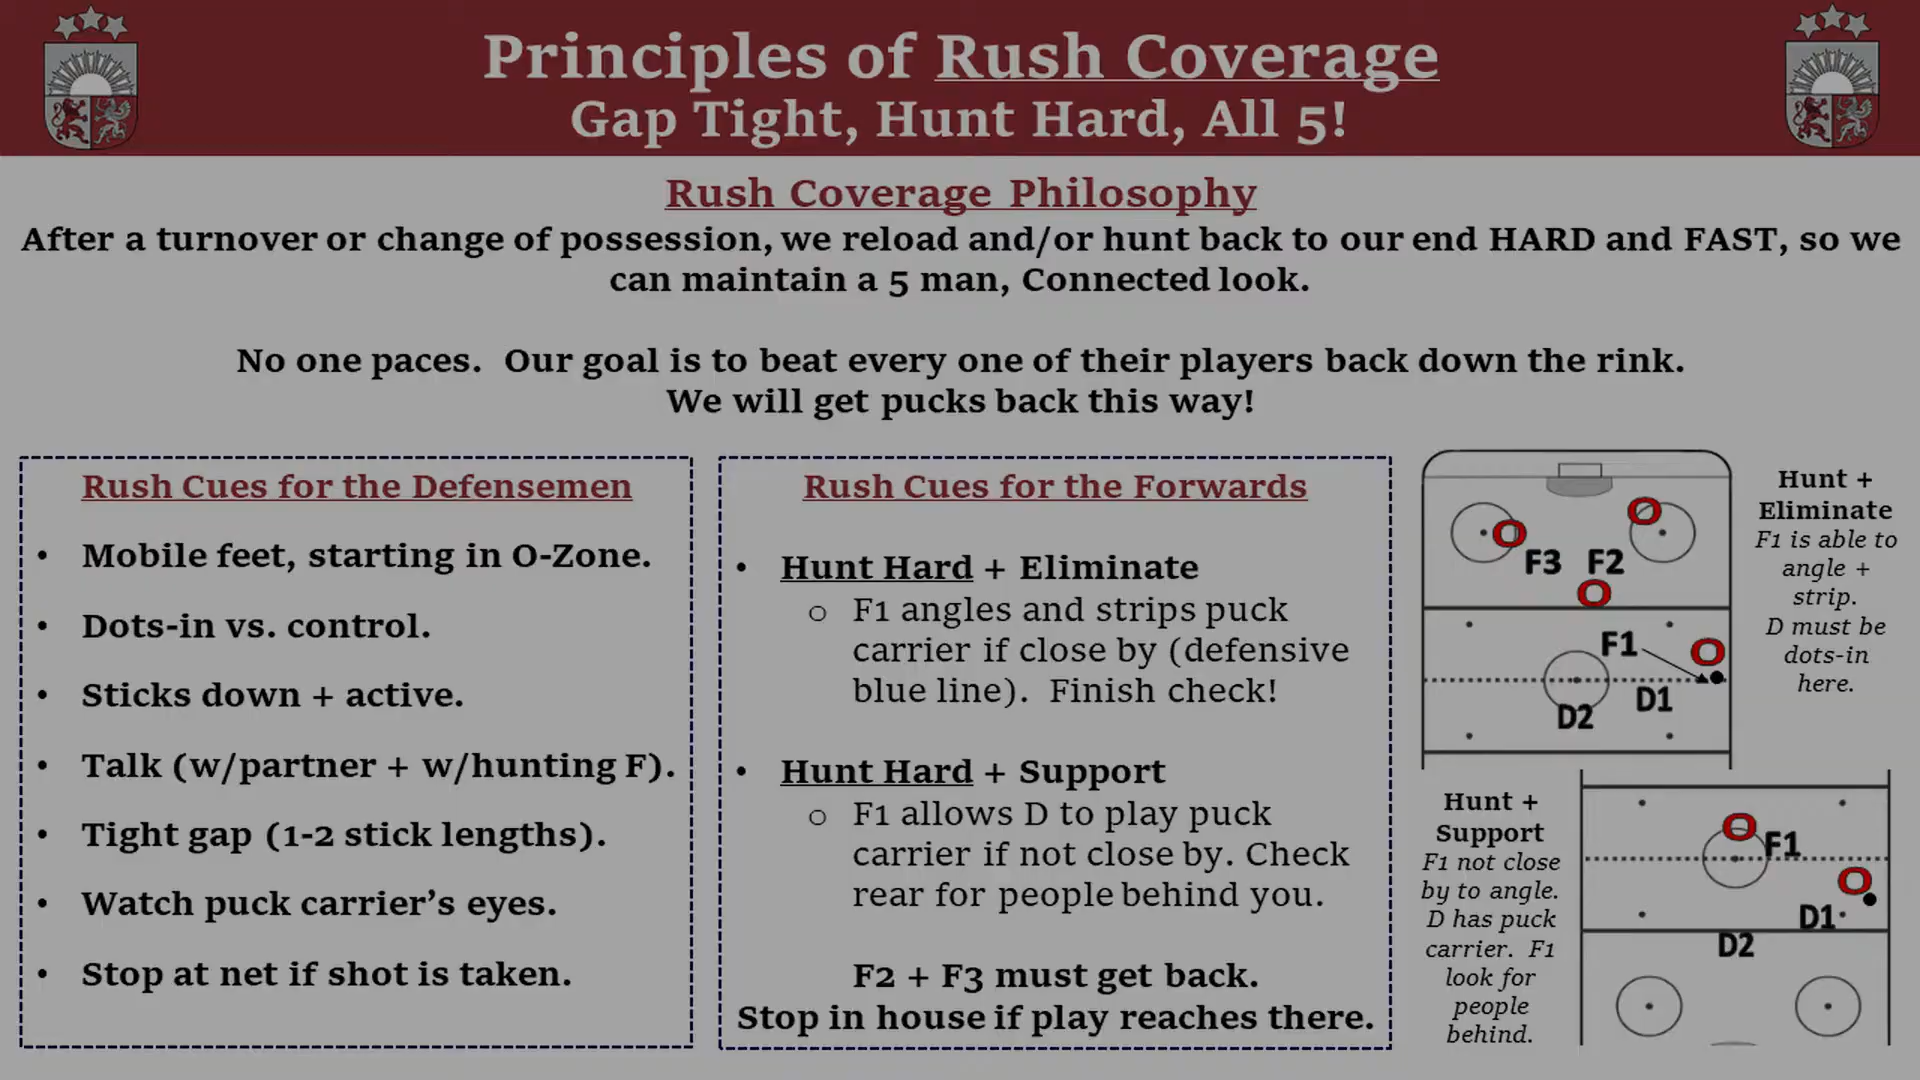 Principles of Rush Coverage
Gap Tight, Hunt Hard, All 5!
Rush Coverage Philosophy
After a turnover or change of possession, we reload and/or hunt back to our end HARD and FAST, so we
can maintain a 5 man, Connected look.
No one paces. Our goal is to beat every one of their players back down the rink.
We will get pucks back this way!
Rush Cues for the Defensemen
• Mobile feet, starting in O-Zone.
• Dots-in vs. control.
• Sticks down + active.
• Talk (w/partner + w/hunting F).
• Tight gap (1-2 stick lengths).
• Watch puck carrier's eyes.
• Stop at net if shot is taken.
Rush Cues for the Forwards
• Hunt Hard + Eliminate
o F1 angles and strips puck
carrier if close by (defensive
blue line). Finish check!
• Hunt Hard + Support
o F1 allows D to play puck
carrier if not close by. Check
rear for people behind you.
F2 + F3 must get back.
Stop in house if play reaches there.
O
O
F3 F2
O
F1
O
D1
D2
Hunt +
Eliminate
F1 is able to
angle +
strip.
D must be
dots-in
here.
Hunt +
Support
F1 not close
by to angle.
D has puck
carrier. F1
look for
people
behind.
O
F1
O
D1
D2